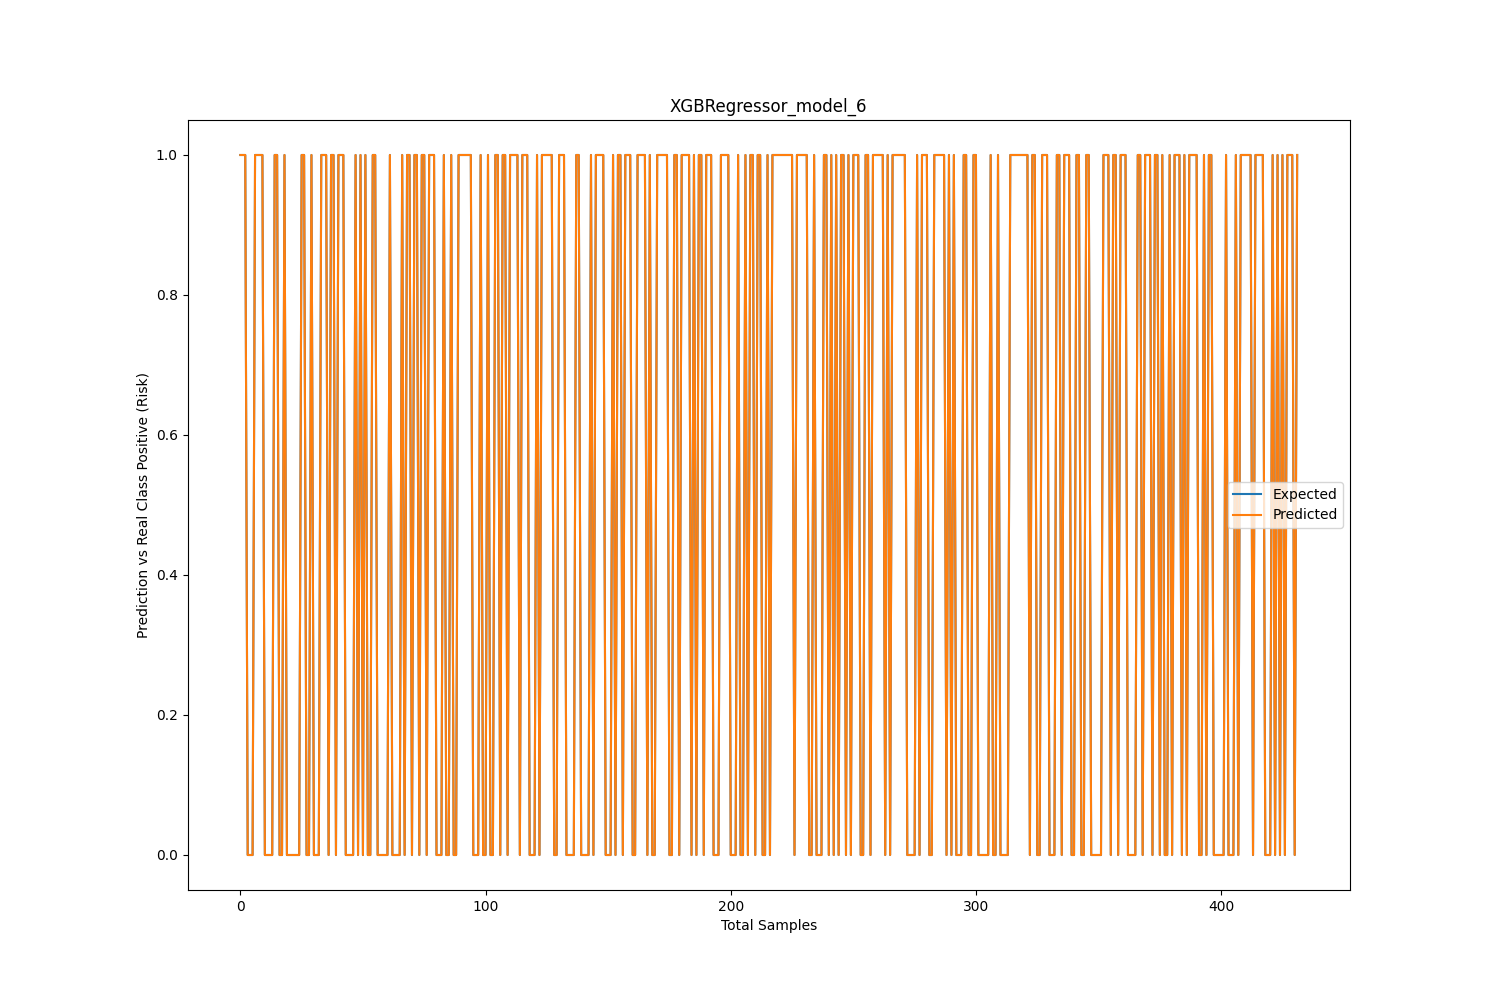 XGBRegressor_model_6
Prediction vs Real Class Positive (Risk)
1.0
0.8
0.6
0.4
0.2
0.0
Expected
Predicted
0 100 200 300 400
Total Samples